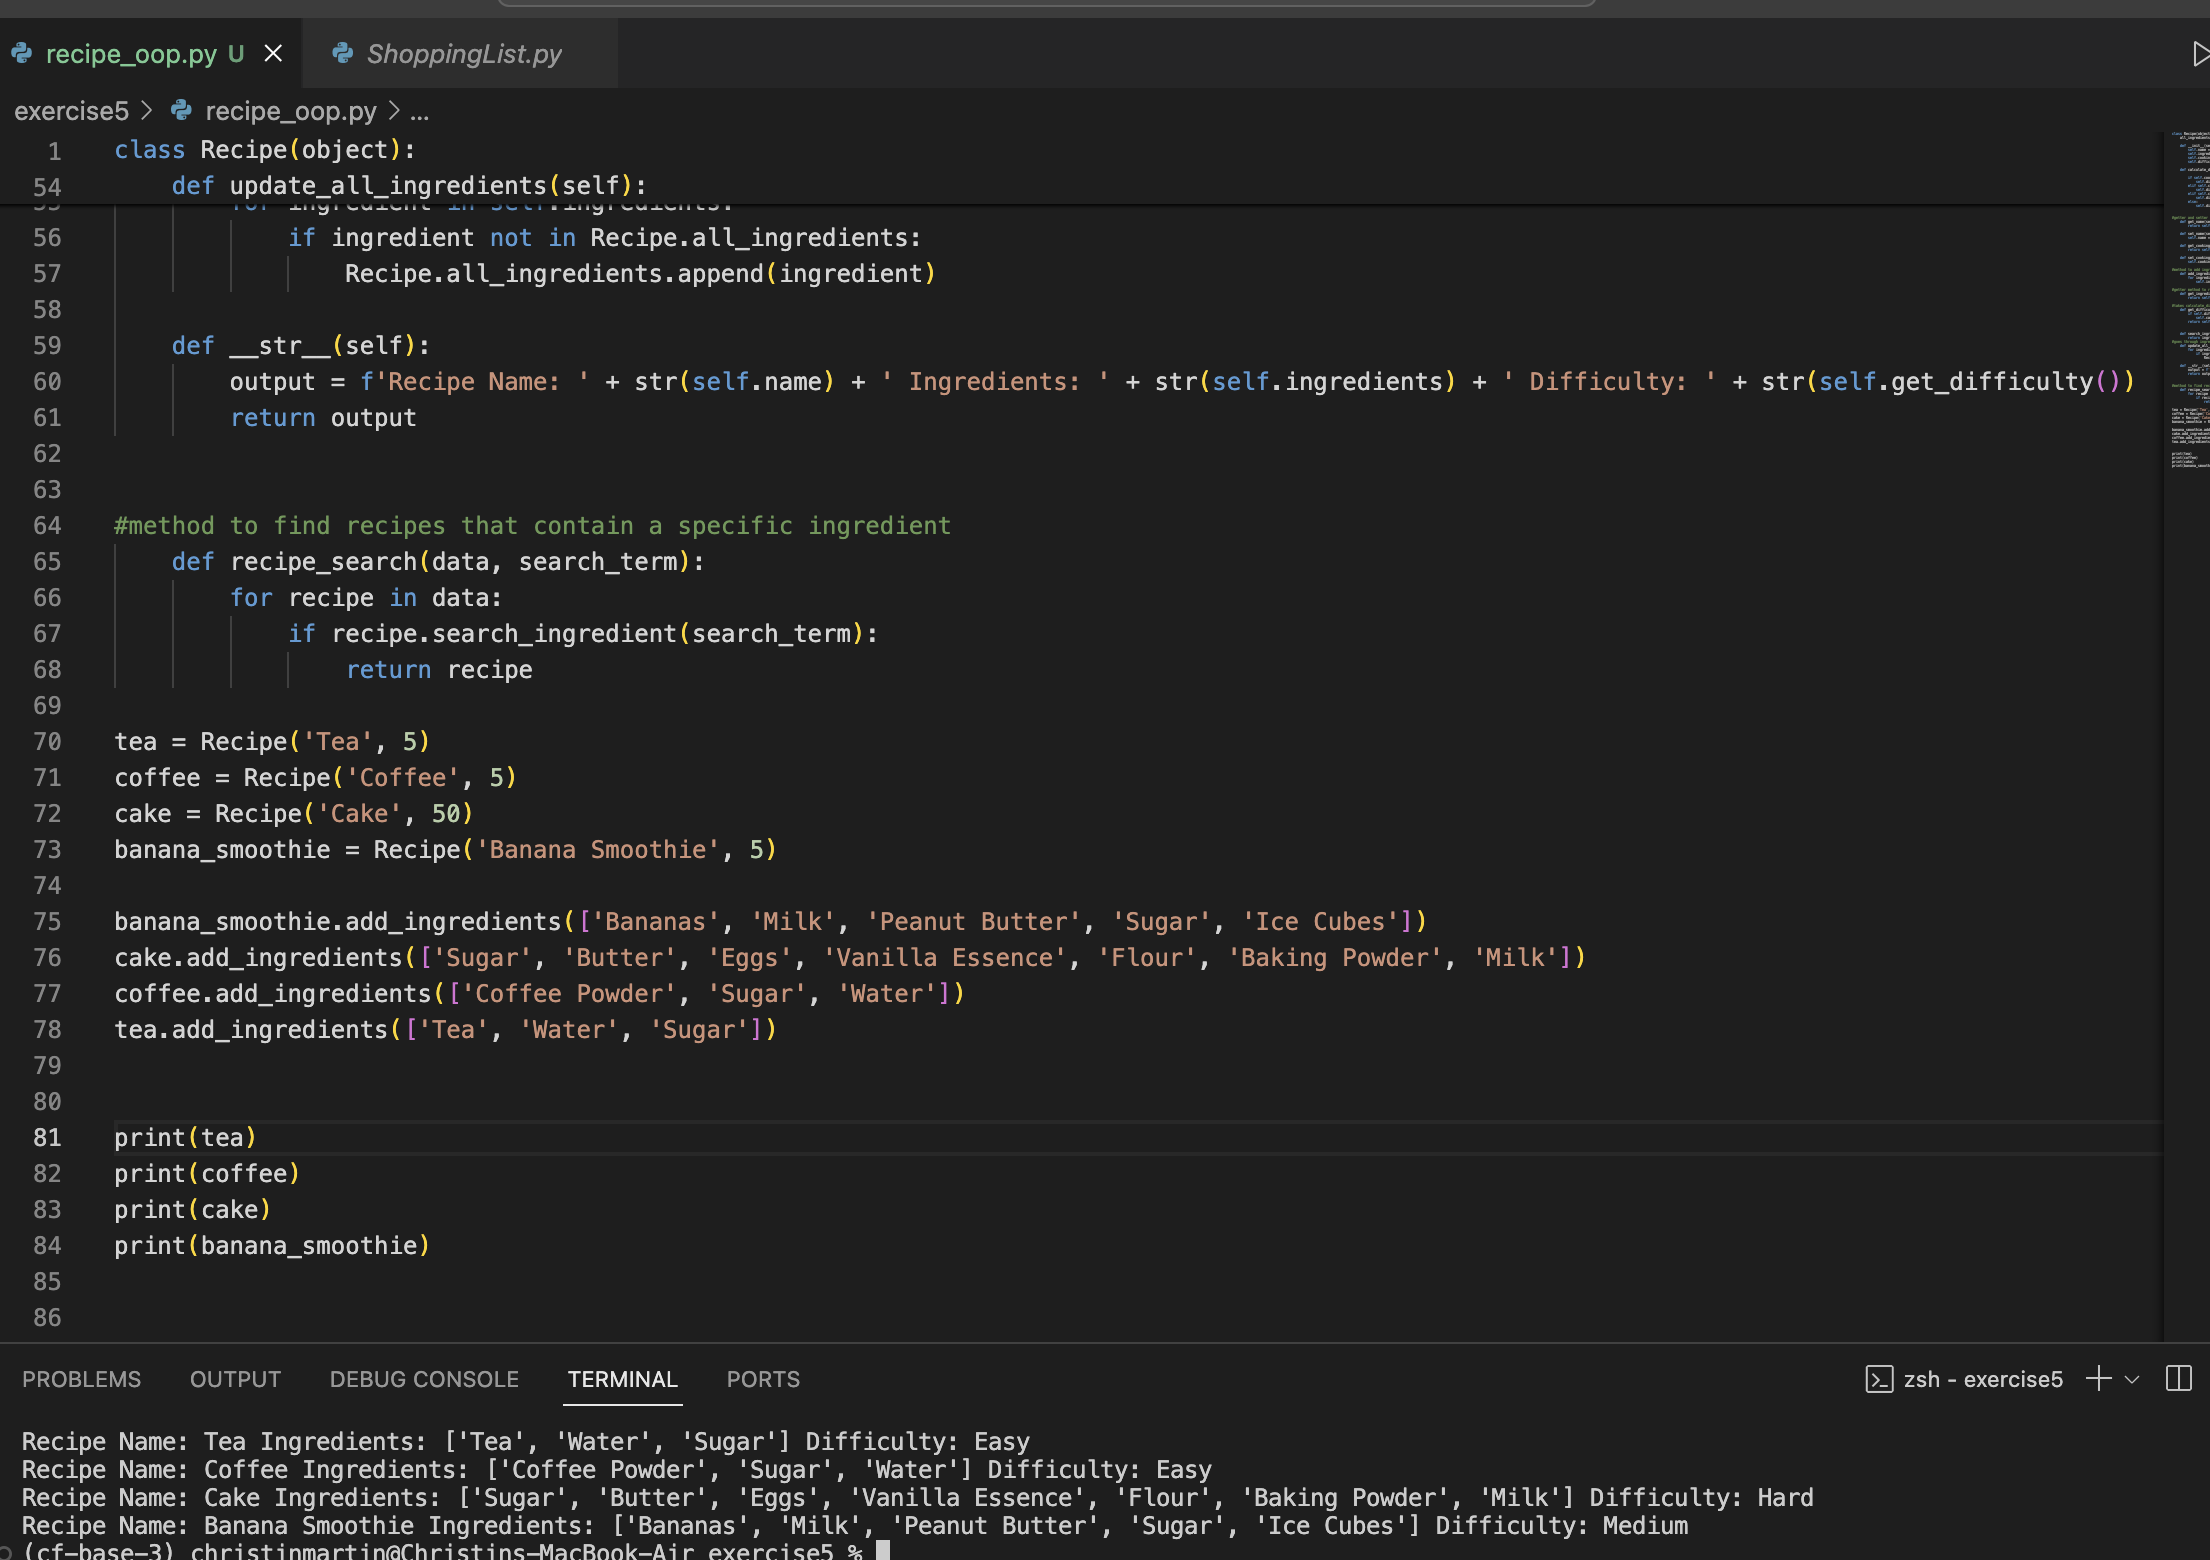 recipe_oop.py U
ShoppingList.py
exercise5 > recipe_oop.py > ...
1 class Recipe(object):
54     def update_all_ingredients(self):
55         for ingredient in self.ingredients:
56             if ingredient not in Recipe.all_ingredients:
57                 Recipe.all_ingredients.append(ingredient)
58
59     def __str__(self):
60         output = f'Recipe Name: ' + str(self.name) + ' Ingredients: ' + str(self.ingredients) + ' Difficulty: ' + str(self.get_difficulty())
61         return output
62
63
64 #method to find recipes that contain a specific ingredient
65     def recipe_search(data, search_term):
66         for recipe in data:
67             if recipe.search_ingredient(search_term):
68                 return recipe
69
70 tea = Recipe('Tea', 5)
71 coffee = Recipe('Coffee', 5)
72 cake = Recipe('Cake', 50)
73 banana_smoothie = Recipe('Banana Smoothie', 5)
74
75 banana_smoothie.add_ingredients(['Bananas', 'Milk', 'Peanut Butter', 'Sugar', 'Ice Cubes'])
76 cake.add_ingredients(['Sugar', 'Butter', 'Eggs', 'Vanilla Essence', 'Flour', 'Baking Powder', 'Milk'])
77 coffee.add_ingredients(['Coffee Powder', 'Sugar', 'Water'])
78 tea.add_ingredients(['Tea', 'Water', 'Sugar'])
79
80
81 print(tea)
82 print(coffee)
83 print(cake)
84 print(banana_smoothie)
85
86
PROBLEMS OUTPUT DEBUG CONSOLE TERMINAL PORTS zsh - exercise5
Recipe Name: Tea Ingredients: ['Tea', 'Water', 'Sugar'] Difficulty: Easy
Recipe Name: Coffee Ingredients: ['Coffee Powder', 'Sugar', 'Water'] Difficulty: Easy
Recipe Name: Cake Ingredients: ['Sugar', 'Butter', 'Eggs', 'Vanilla Essence', 'Flour', 'Baking Powder', 'Milk'] Difficulty: Hard
Recipe Name: Banana Smoothie Ingredients: ['Bananas', 'Milk', 'Peanut Butter', 'Sugar', 'Ice Cubes'] Difficulty: Medium
(cf-base-3) christinmartin@Christins-MacBook-Air exercise5 %